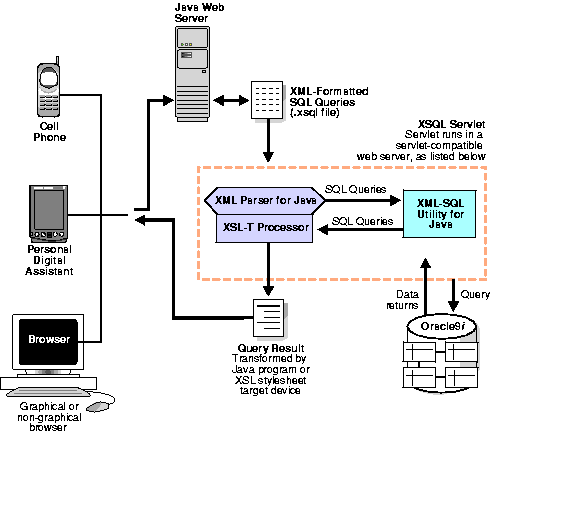 Java Web
Server
XML-Formatted
SQL Queries
(.xsql file)
Cell
Phone
XSQL Servlet
Servlet runs in a
servlet-compatible
web server, as listed below
XML Parser for Java
XSL-T Processor
SQL Queries
SQL Queries
XML-SQL
Utility for
Java
Personal
Digital
Assistant
Data
returns
Query
Oracle9i
Browser
Graphical or
non-graphical
browser
Query Result
Transformed by
Java program or
XSL stylesheet
target device